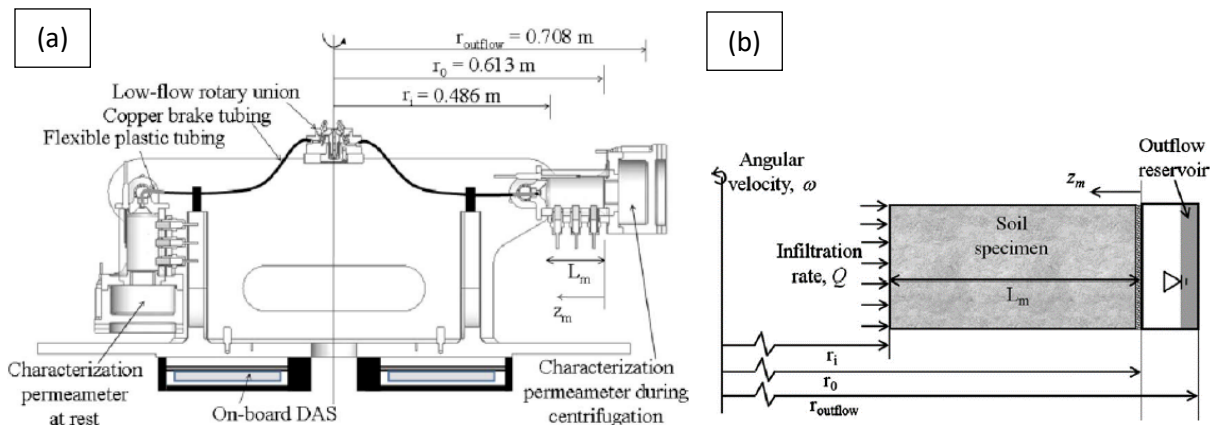 (a)
r_outflow = 0.708 m
r_0 = 0.613 m
r_i = 0.486 m
Low-flow rotary union
Copper brake tubing
Flexible plastic tubing
L_m
z_m
Characterization
permeameter
at rest
On-board DAS
Characterization
permeameter during
centrifugation
(b)
Angular
velocity, ω
Outflow
reservoir
z_m
Soil
specimen
Infiltration
rate, Q
L_m
r_i
r_0
r_outflow